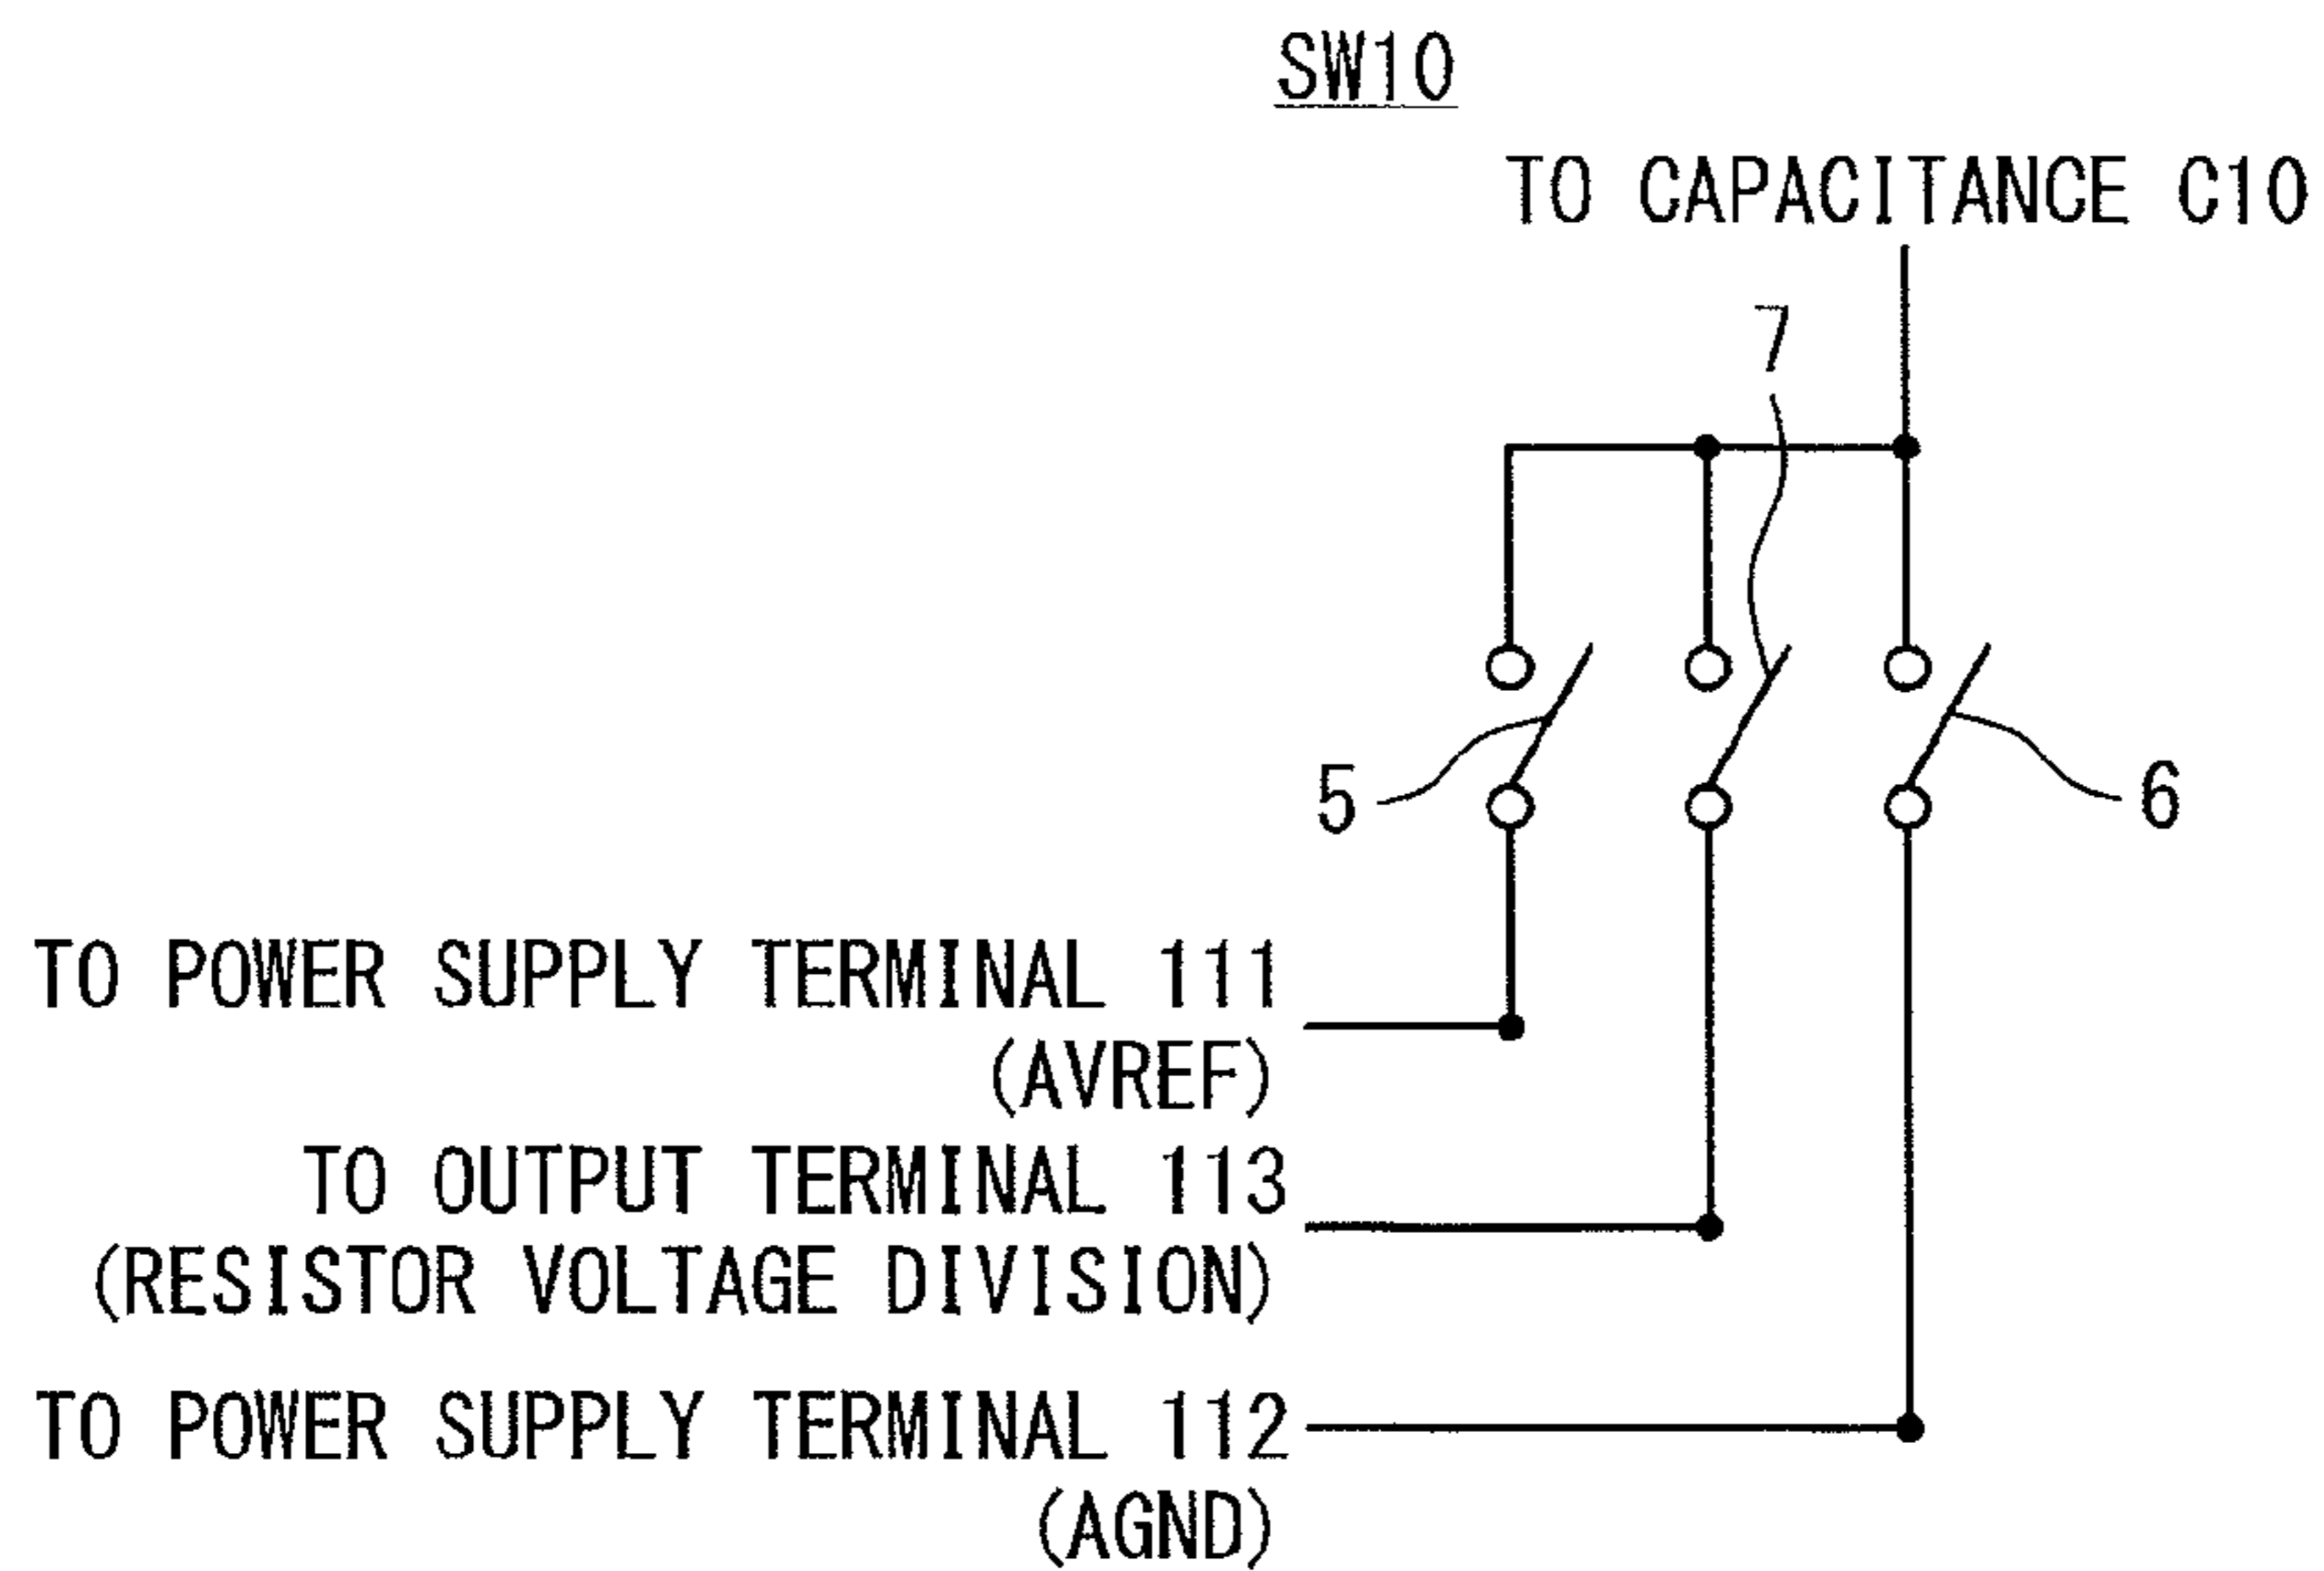 SW10
TO CAPACITANCE C10
7
5
6
TO POWER SUPPLY TERMINAL 111
(AVREF)
TO OUTPUT TERMINAL 113
(RESISTOR VOLTAGE DIVISION)
TO POWER SUPPLY TERMINAL 112
(AGND)